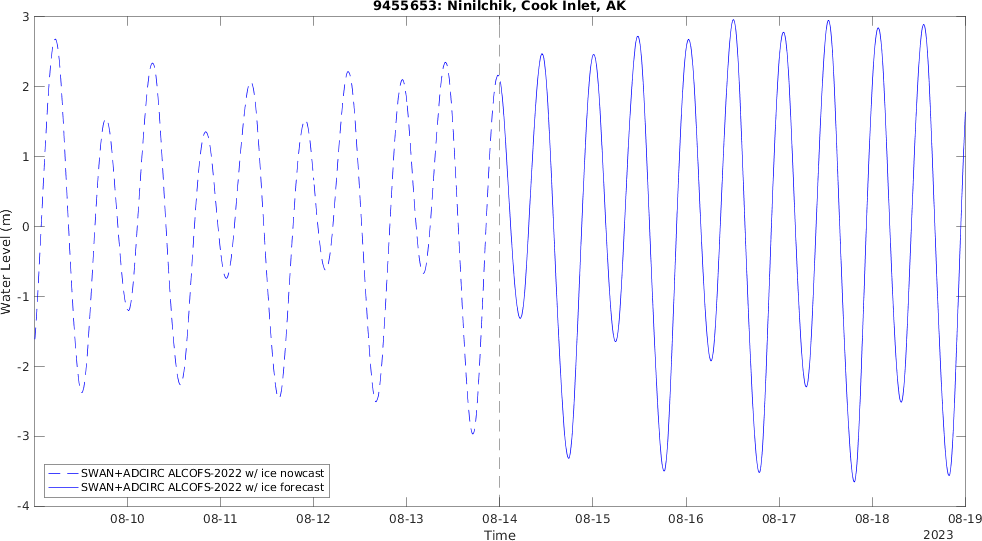 9455653: Ninilchik, Cook Inlet, AK
3
2
1
0
-1
-2
-3
-4
Water Level (m)
SWAN+ADCIRC ALCOFS-2022 w/ ice nowcast
SWAN+ADCIRC ALCOFS-2022 w/ ice forecast
08-10 08-11 08-12 08-13 08-14 08-15 08-16 08-17 08-18 08-19
Time
2023